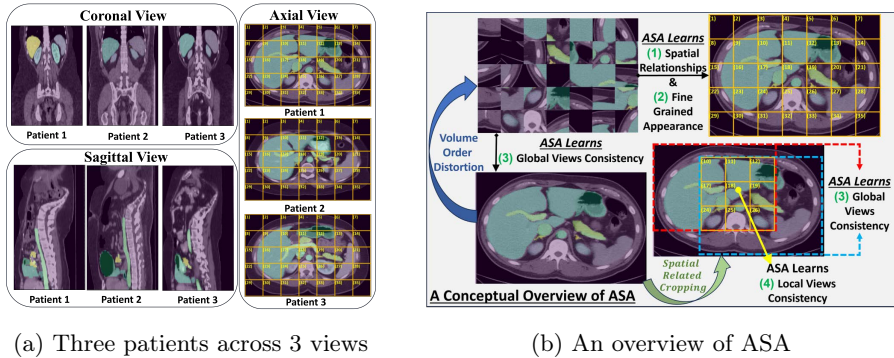 Coronal View
Patient 1
Patient 2
Patient 3
Sagittal View
Patient 1
Patient 2
Patient 3
Axial View
Patient 1
Patient 2
Patient 3
(a) Three patients across 3 views
ASA Learns
(1) Spatial
Relationships
&
(2) Fine
Grained
Appearance
Volume
Order
Distortion
ASA Learns
(3) Global Views Consistency
ASA Learns
(3) Global
Views
Consistency
Spatial
Related
Cropping
ASA Learns
(4) Local Views
Consistency
A Conceptual Overview of ASA
(b) An overview of ASA